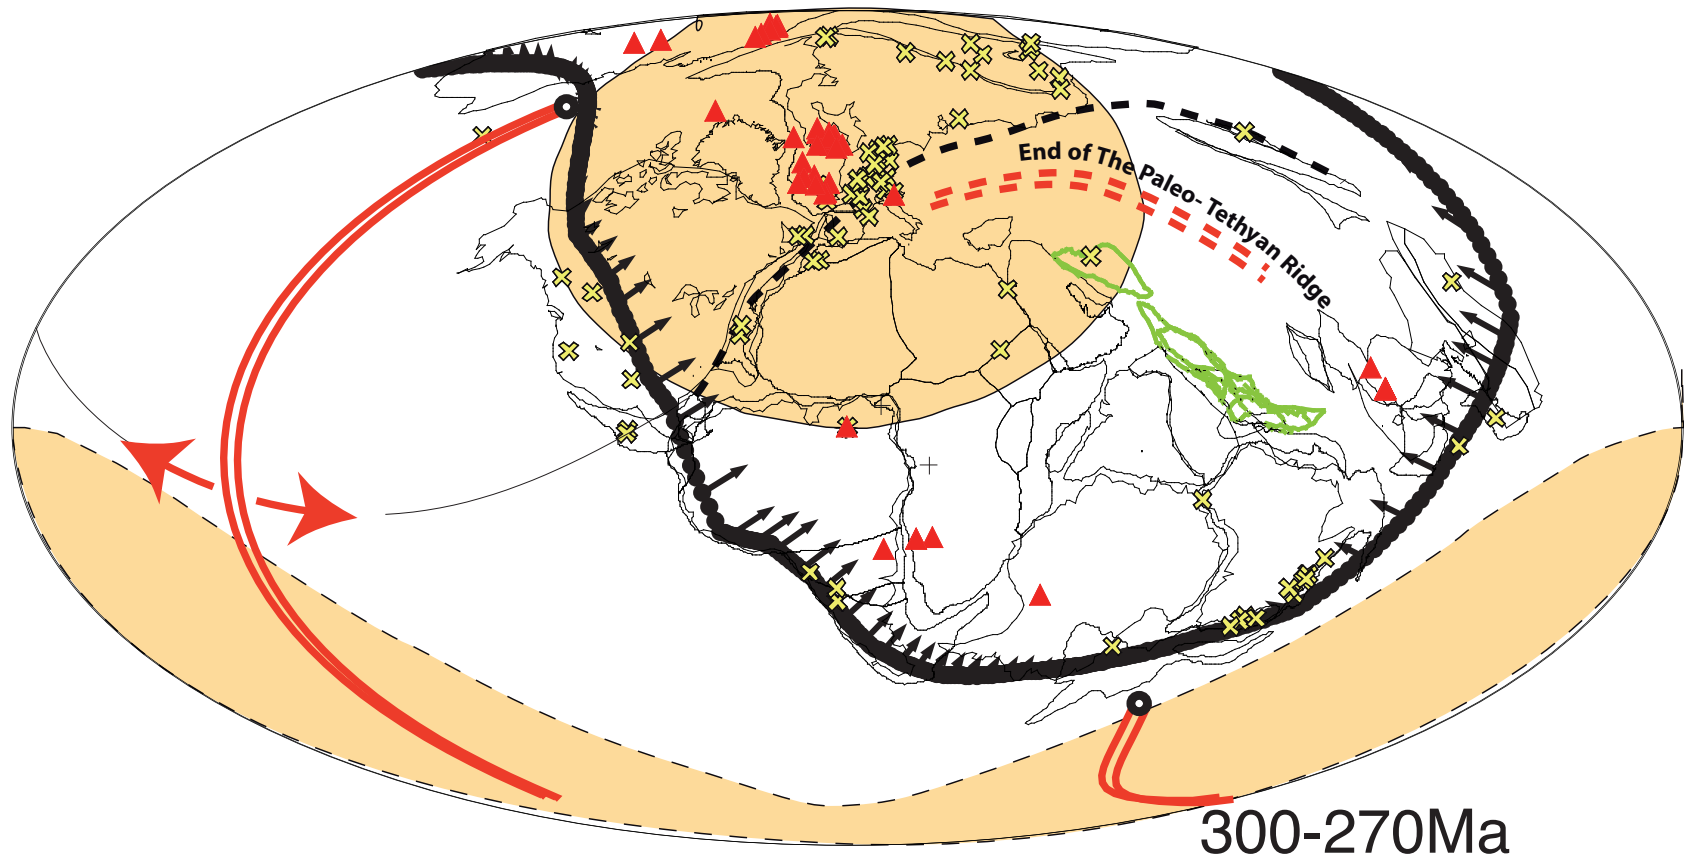 End of The Paleo- Tethyan Ridge
300-270Ma